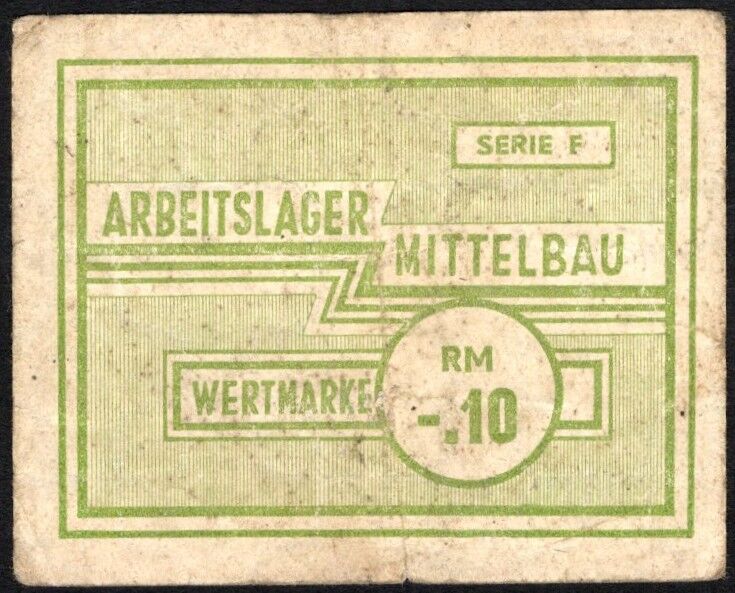 SERIE F
ARBEITSLAGER
MITTELBAU
RM
WERTMARKE
-.10